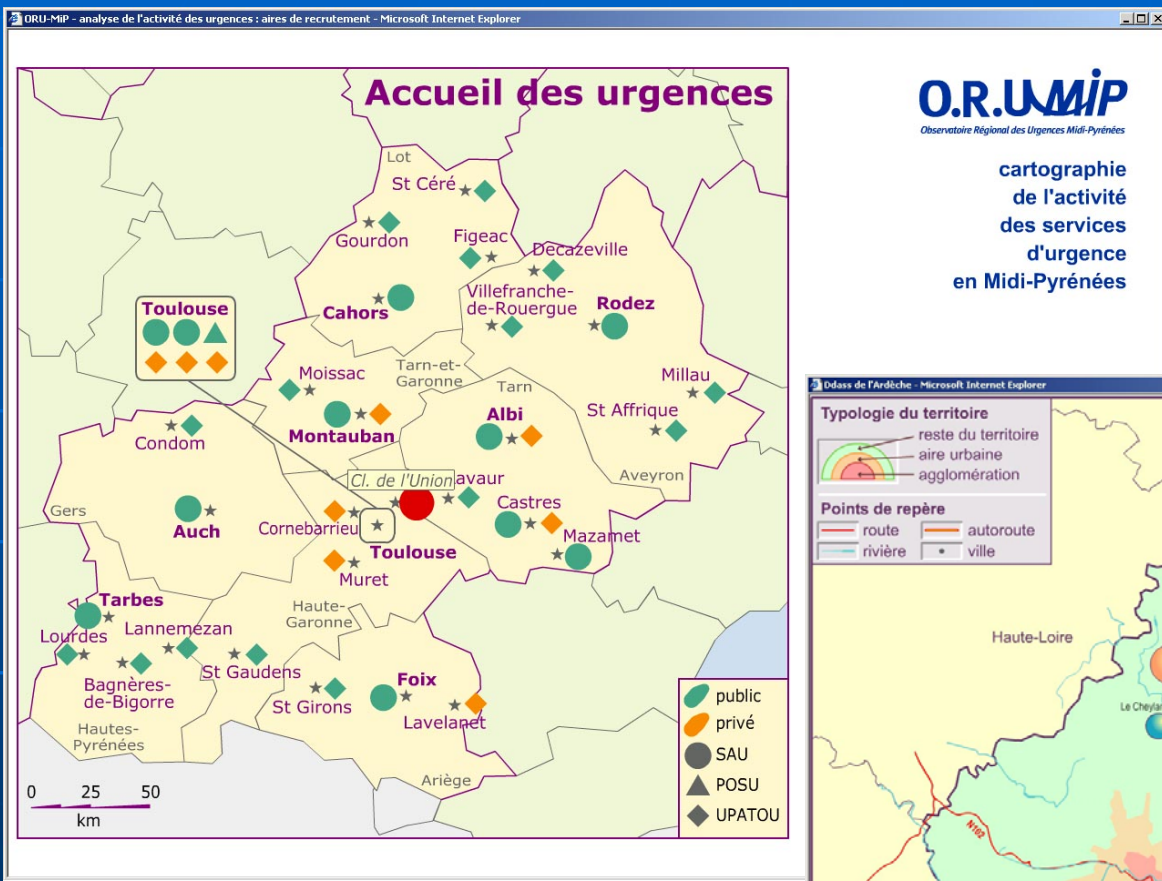 ORU-MiP - analyse de l'activité des urgences : aires de recrutement - Microsoft Internet Explorer
Accueil des urgences
Lot
St Céré
Gourdon
Figeac
Decazeville
Villefranche-
de-Rouergue
Rodez
Cahors
Toulouse
Moissac
Tarn-et-
Garonne
Tarn
Millau
Montauban
Albi
St Affrique
Condom
Aveyron
Cl. de l'Union
avaur
Castres
Gers
Auch
Cornebarrieu
Mazamet
Toulouse
Muret
Tarbes
Haute-
Garonne
Lourdes
Lannemezan
St Gaudens
Bagnères-
de-Bigorre
Foix
St Girons
Lavelanet
Hautes-
Pyrénées
Ariège
0 25 50
km
public
privé
SAU
POSU
UPATOU
O.R.U MiP
Observatoire Régional des Urgences Midi-Pyrénées
cartographie
de l'activité
des services
d'urgence
en Midi-Pyrénées
Ddass de l'Ardèche - Microsoft Internet Explorer
Typologie du territoire
reste du territoire
aire urbaine
agglomération
Points de repère
route autoroute
rivière ville
Haute-Loire
Le Cheylar
N102